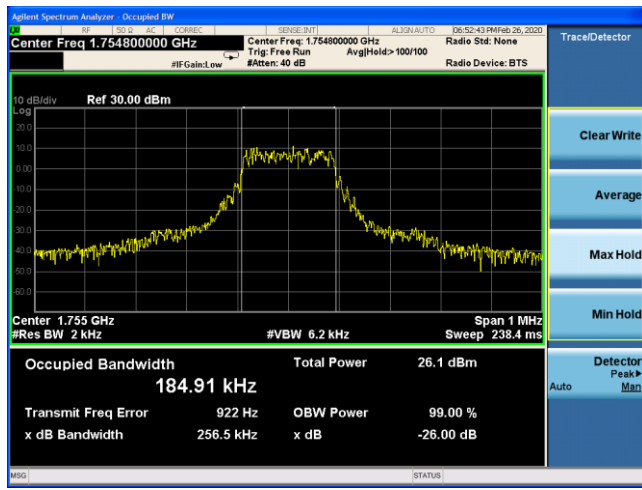 Agilent Spectrum Analyzer - Occupied BW
RF 50 Ω AC CORREC SENSE:INT ALIGN AUTO 06:52:43 PM Feb 26, 2020
Center Freq 1.754800000 GHz Center Freq: 1.754800000 GHz Radio Std: None
Trig: Free Run Avg|Hold:> 100/100
#IFGain:Low #Atten: 40 dB Radio Device: BTS
10 dB/div Ref 30.00 dBm
Log
20.0
10.0
0.00
-10.0
-20.0
-30.0
-40.0
-50.0
-60.0
Center 1.755 GHz Span 1 MHz
#Res BW 2 kHz #VBW 6.2 kHz Sweep 238.4 ms
Occupied Bandwidth Total Power 26.1 dBm
184.91 kHz
Transmit Freq Error 922 Hz OBW Power 99.00 %
x dB Bandwidth 256.5 kHz x dB -26.00 dB
MSG STATUS
Trace/Detector
Clear Write
Average
Max Hold
Min Hold
Detector
Peak▶
Auto Man